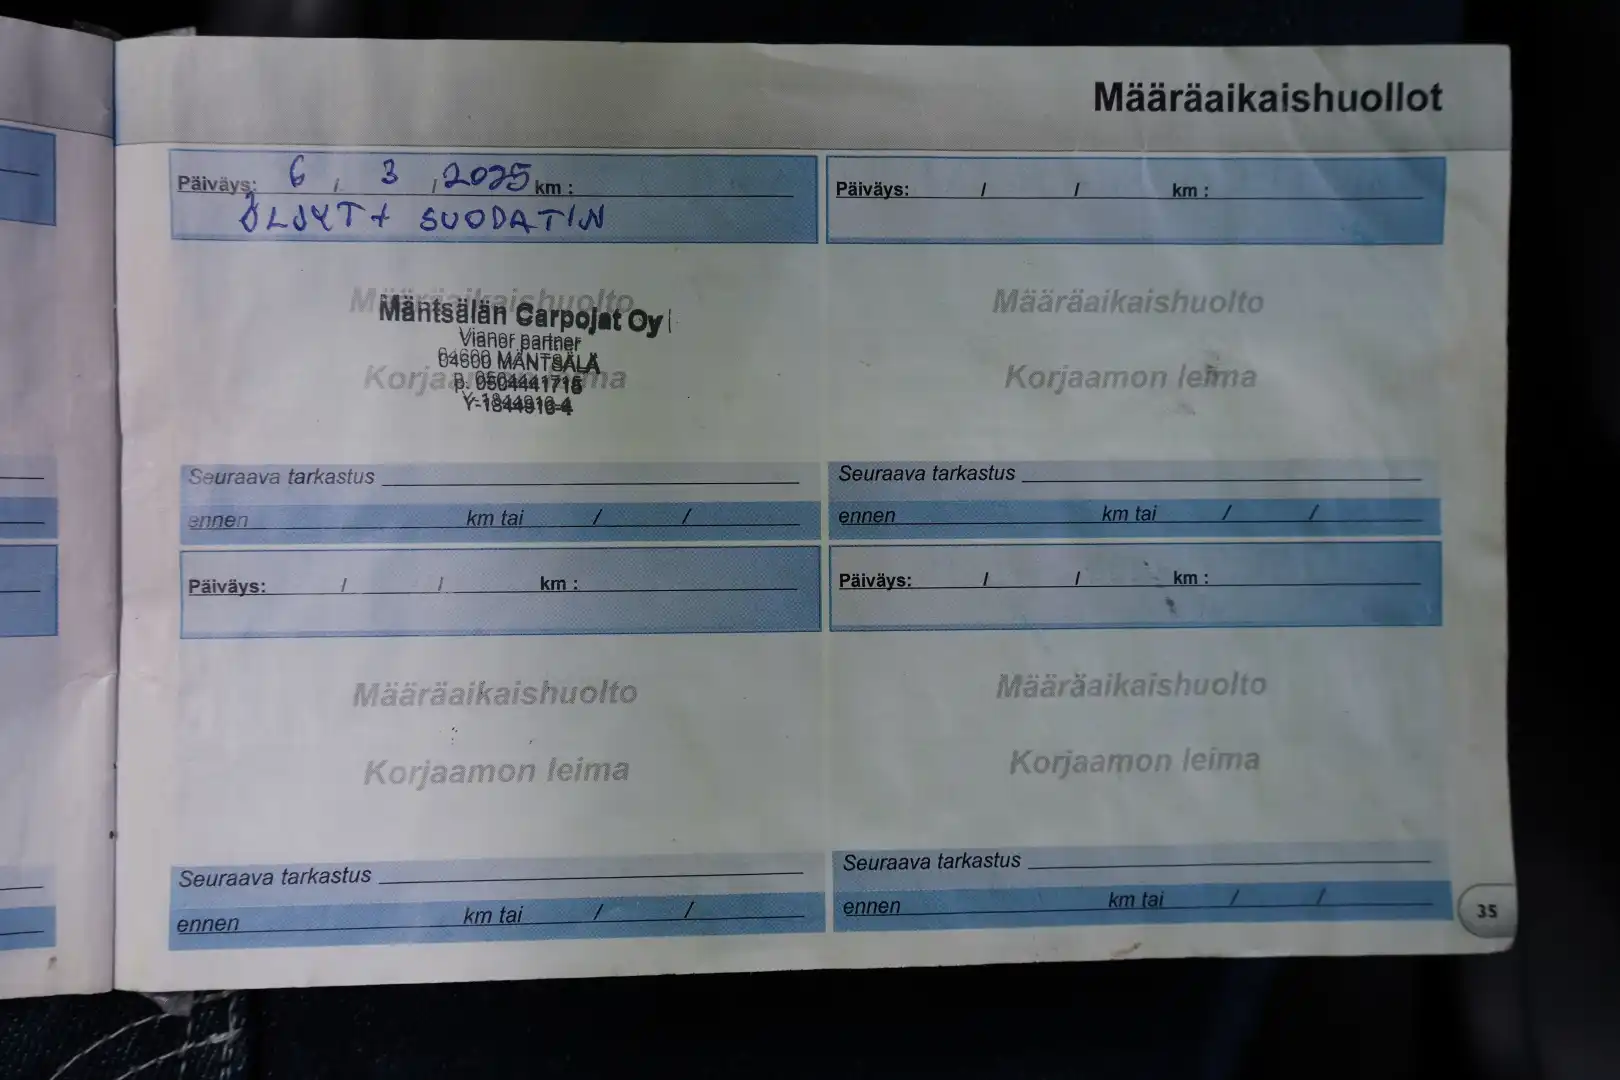 Määräaikaishuollot
Päiväys: 6 / 3 / 2025 km :
ÖLJYT + SUODATIN
Määräaikaishuolto
Mäntsälän Carpojat Oy
Vianor partner
04600 MÄNTSÄLÄ
Korjaamon leima
p. 0504441715
Y-1844916-4
Seuraava tarkastus
ennen km tai / /
Päiväys: / / km :
Määräaikaishuolto
Korjaamon leima
Seuraava tarkastus
ennen km tai / /
Päiväys: / / km :
Määräaikaishuolto
Korjaamon leima
Seuraava tarkastus
ennen km tai / /
Päiväys: / / km :
Määräaikaishuolto
Korjaamon leima
Seuraava tarkastus
ennen km tai / /
35